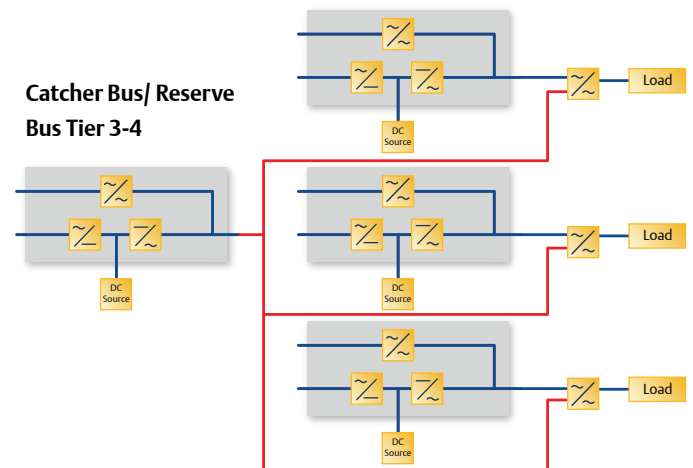 Catcher Bus/ Reserve
Bus Tier 3-4
DC
Source
Load
DC
Source
Load
DC
Source
Load
DC
Source